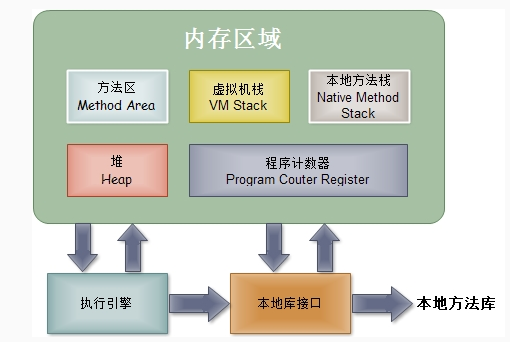 内存区域
方法区
Method Area
虚拟机栈
VM Stack
本地方法栈
Native Method
Stack
堆
Heap
程序计数器
Program Couter Register
执行引擎
本地库接口
本地方法库